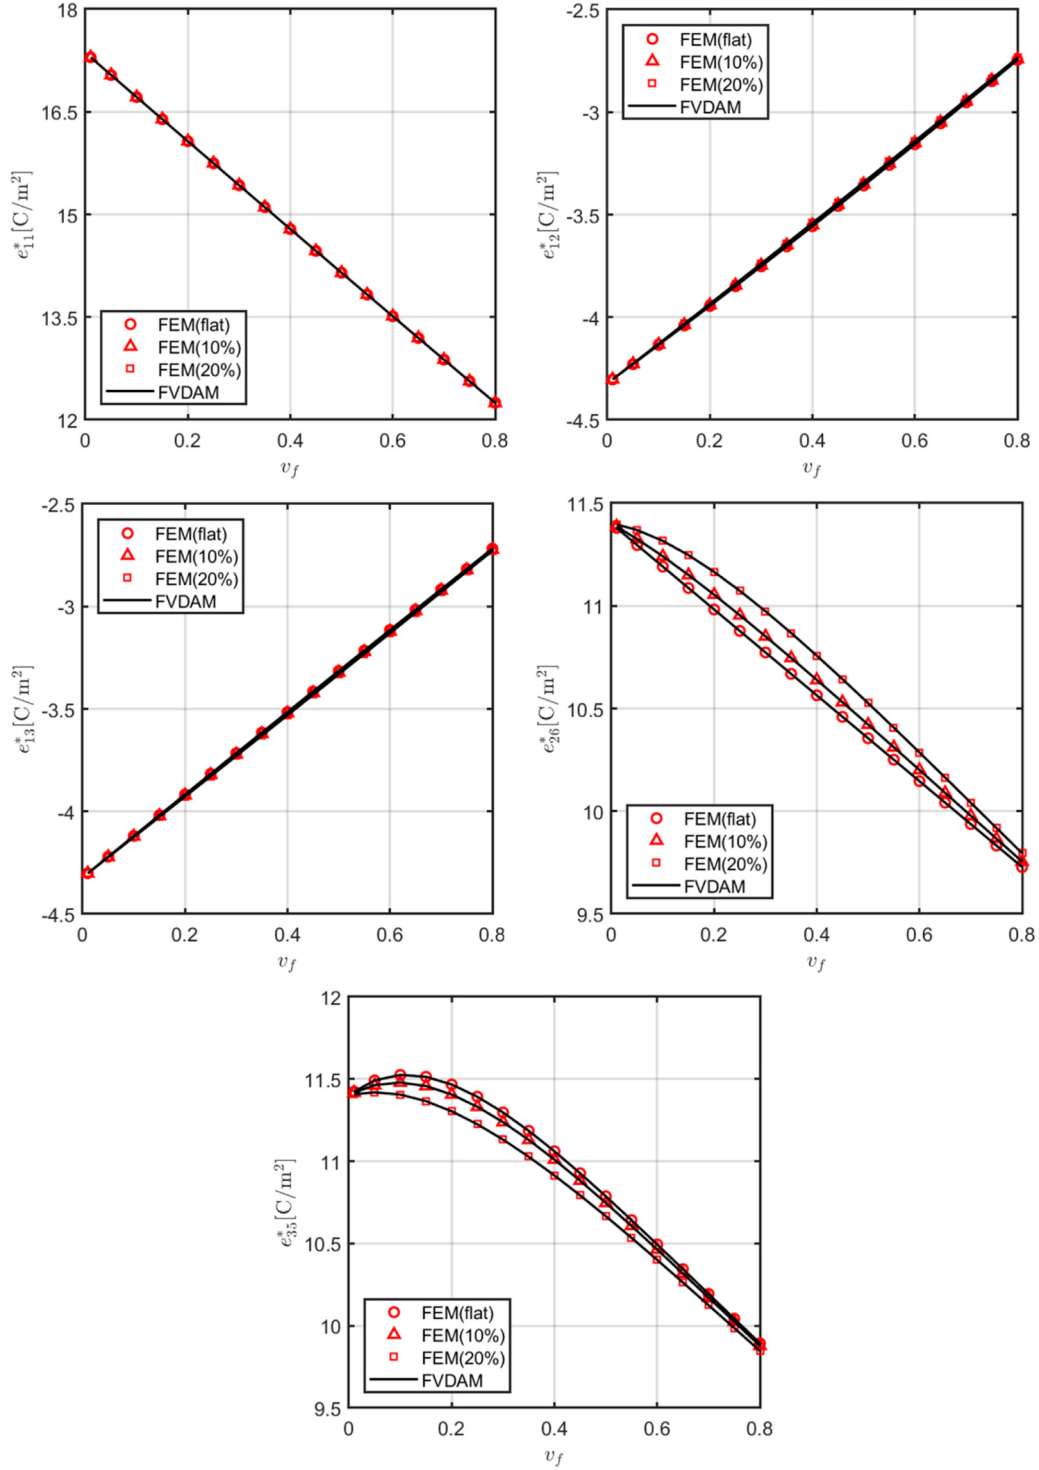 18
16.5
15
13.5
12
e*11[C/m²]
FEM(flat)
FEM(10%)
FEM(20%)
FVDAM
0 0.2 0.4 0.6 0.8
v_f
-2.5
-3
-3.5
-4
-4.5
e*12[C/m²]
FEM(flat)
FEM(10%)
FEM(20%)
FVDAM
0 0.2 0.4 0.6 0.8
v_f
-2.5
-3
-3.5
-4
-4.5
e*13[C/m²]
FEM(flat)
FEM(10%)
FEM(20%)
FVDAM
0 0.2 0.4 0.6 0.8
v_f
11.5
11
10.5
10
9.5
e*26[C/m²]
FEM(flat)
FEM(10%)
FEM(20%)
FVDAM
0 0.2 0.4 0.6 0.8
v_f
12
11.5
11
10.5
10
9.5
e*35[C/m²]
FEM(flat)
FEM(10%)
FEM(20%)
FVDAM
0 0.2 0.4 0.6 0.8
v_f